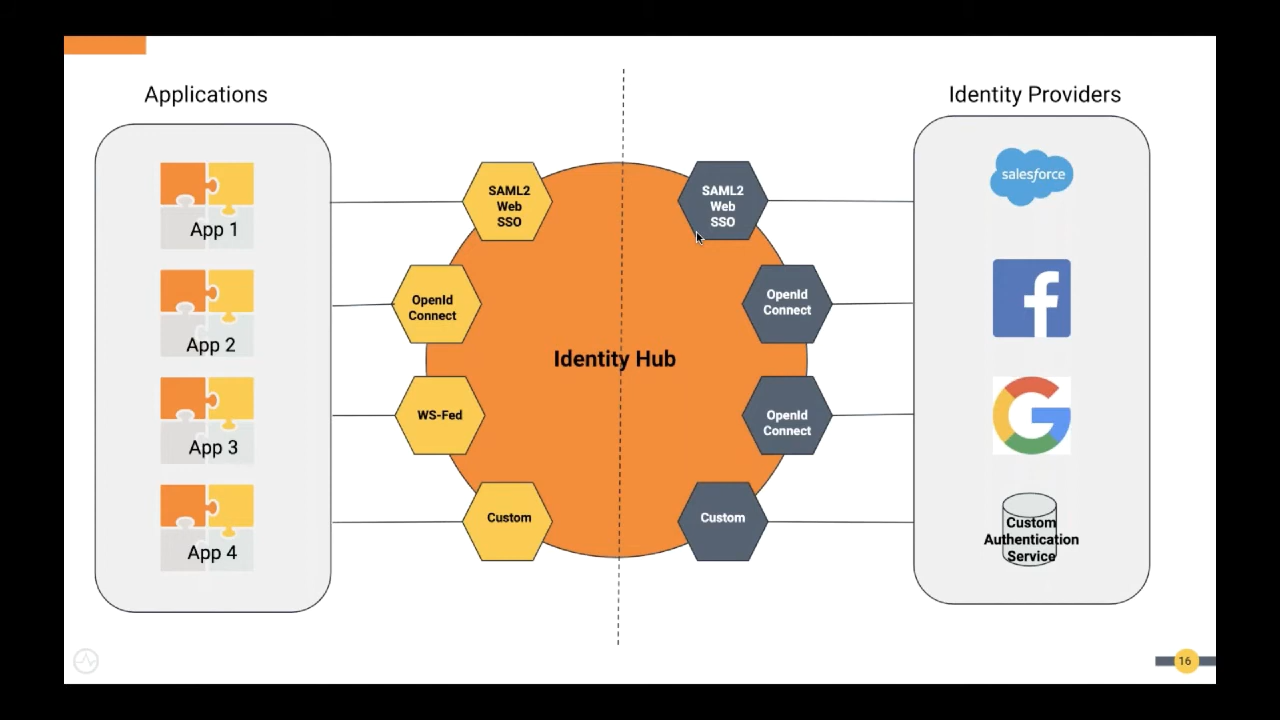 Applications
Identity Providers
App 1
App 2
App 3
App 4
SAML2
Web
SSO
OpenId
Connect
WS-Fed
Custom
Identity Hub
SAML2
Web
SSO
OpenId
Connect
OpenId
Connect
Custom
salesforce
f
G
Custom
Authentication
Service
16